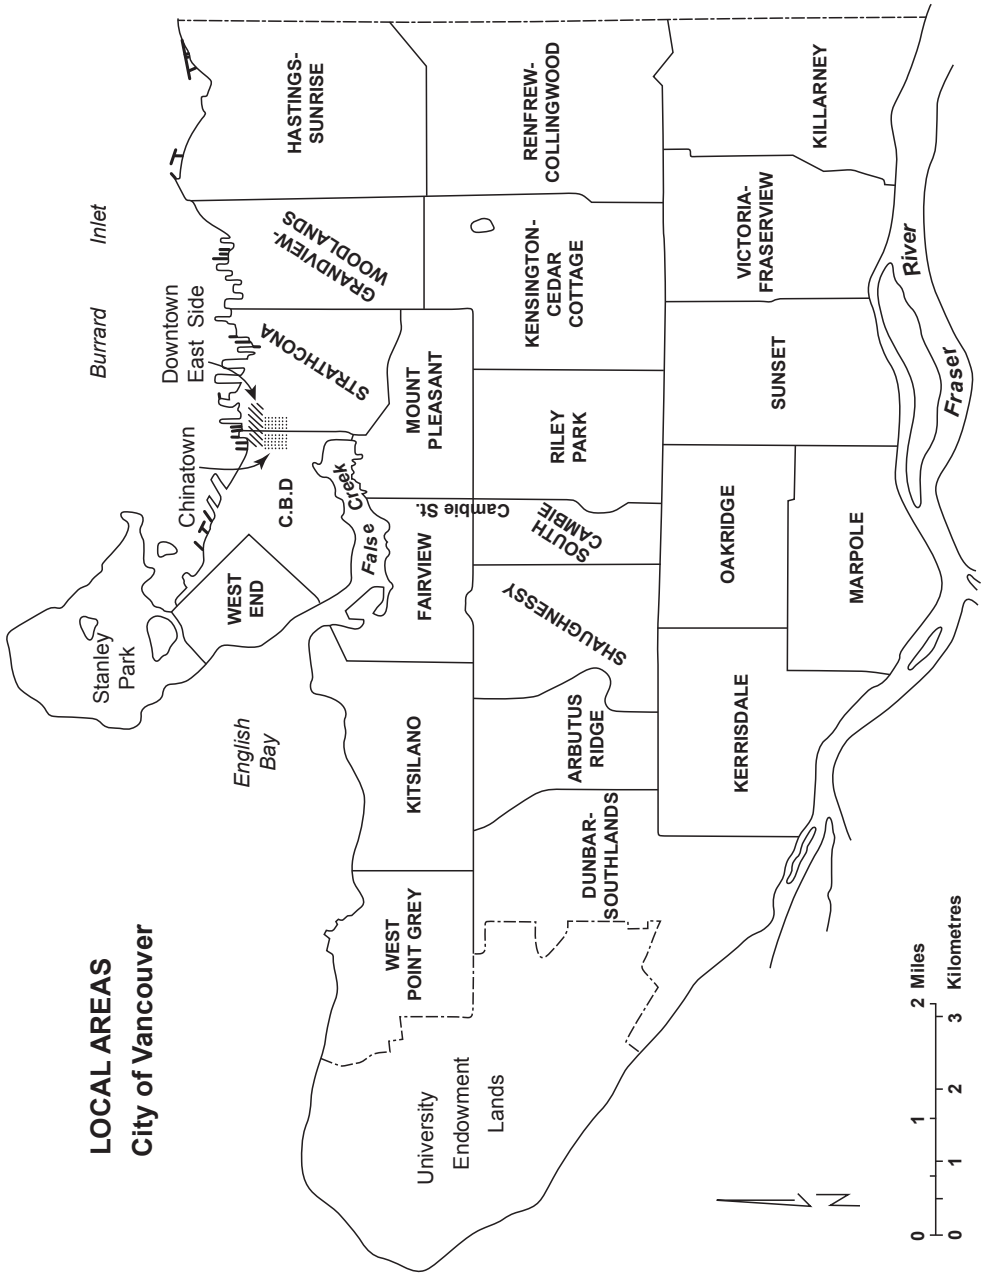 LOCAL AREAS
City of Vancouver
Burrard Inlet
Stanley
Park
English
Bay
Chinatown
Downtown
East Side
WEST
END
C.B.D
False Creek
STRATHCONA
GRANDVIEW-
WOODLANDS
HASTINGS-
SUNRISE
University
Endowment
Lands
WEST
POINT GREY
KITSILANO
FAIRVIEW
Cambie St.
MOUNT
PLEASANT
DUNBAR-
SOUTHLANDS
ARBUTUS
RIDGE
SHAUGHNESSY
SOUTH
CAMBIE
RILEY
PARK
KENSINGTON-
CEDAR
COTTAGE
RENFREW-
COLLINGWOOD
KERRISDALE
OAKRIDGE
MARPOLE
SUNSET
VICTORIA-
FRASERVIEW
KILLARNEY
Fraser River
N
0 1 2 Miles
0 1 2 3 Kilometres